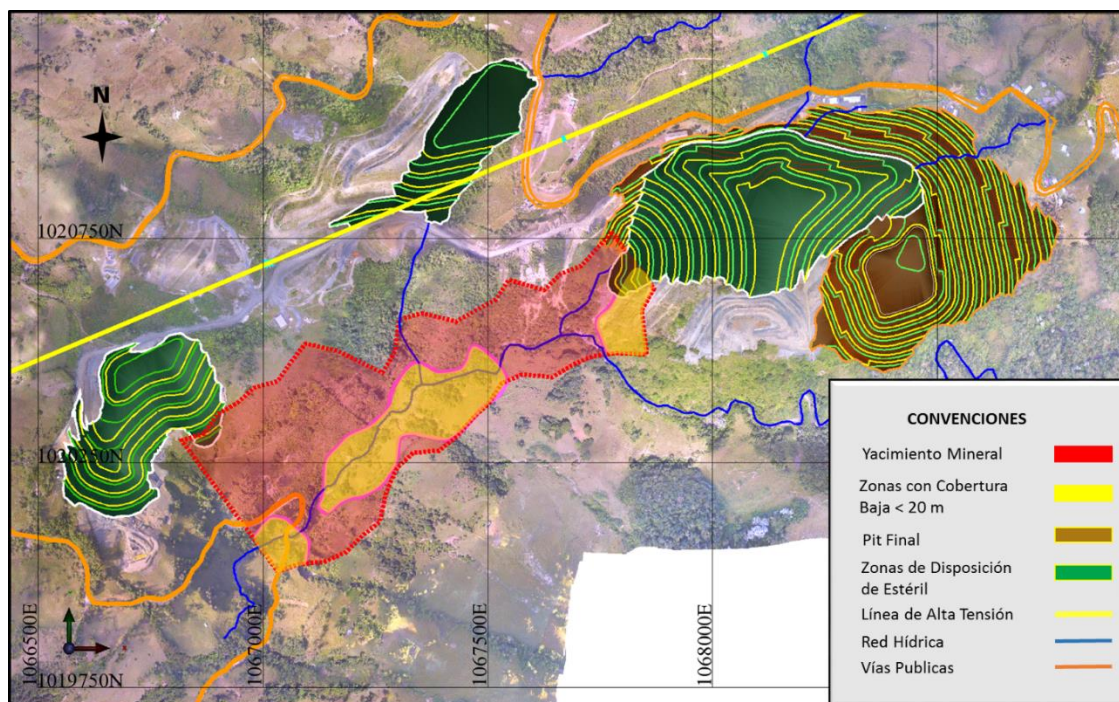 N
1020750N
1020250N
1019750N
1066500E
1067000E
1067500E
1068000E
CONVENCIONES
Yacimiento Mineral
Zonas con Cobertura
Baja < 20 m
Pit Final
Zonas de Disposición
de Estéril
Línea de Alta Tensión
Red Hídrica
Vías Publicas